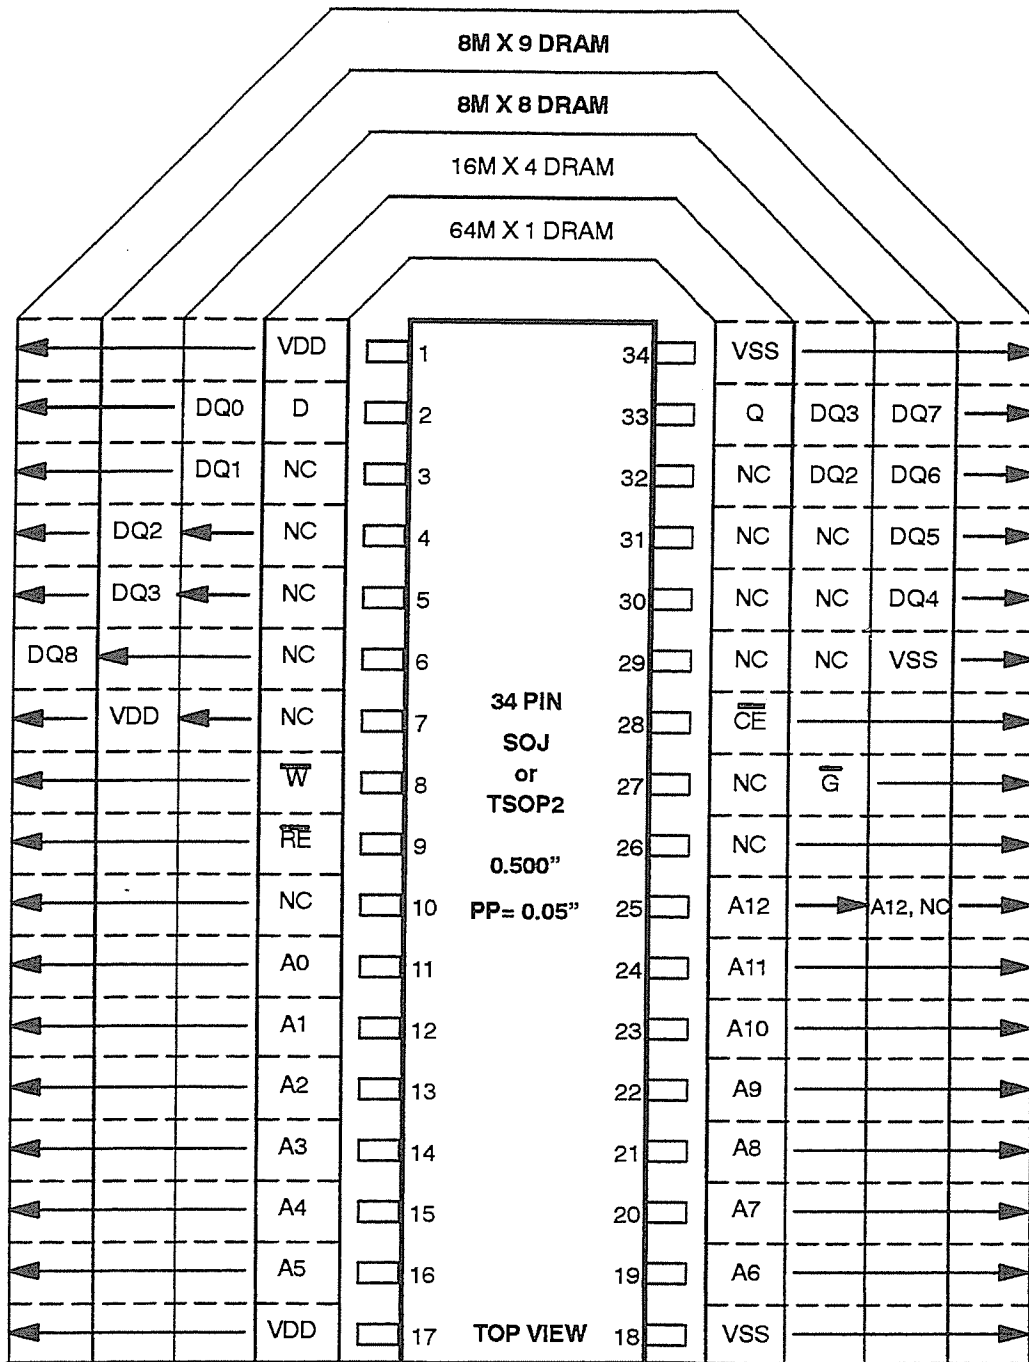 8M X 9 DRAM
8M X 8 DRAM
16M X 4 DRAM
64M X 1 DRAM
VDD 1 34 VSS
DQ0 D 2 33 Q DQ3 DQ7
DQ1 NC 3 32 NC DQ2 DQ6
DQ2 NC 4 31 NC NC DQ5
DQ3 NC 5 30 NC NC DQ4
DQ8 NC 6 29 NC NC VSS
VDD NC 7 28 C̅E̅
W̅ 8 27 NC G̅
R̅E̅ 9 26 NC
NC 10 25 A12 A12, NC
A0 11 24 A11
A1 12 23 A10
A2 13 22 A9
A3 14 21 A8
A4 15 20 A7
A5 16 19 A6
VDD 17 18 VSS
34 PIN
SOJ
or
TSOP2
0.500”
PP= 0.05”
TOP VIEW